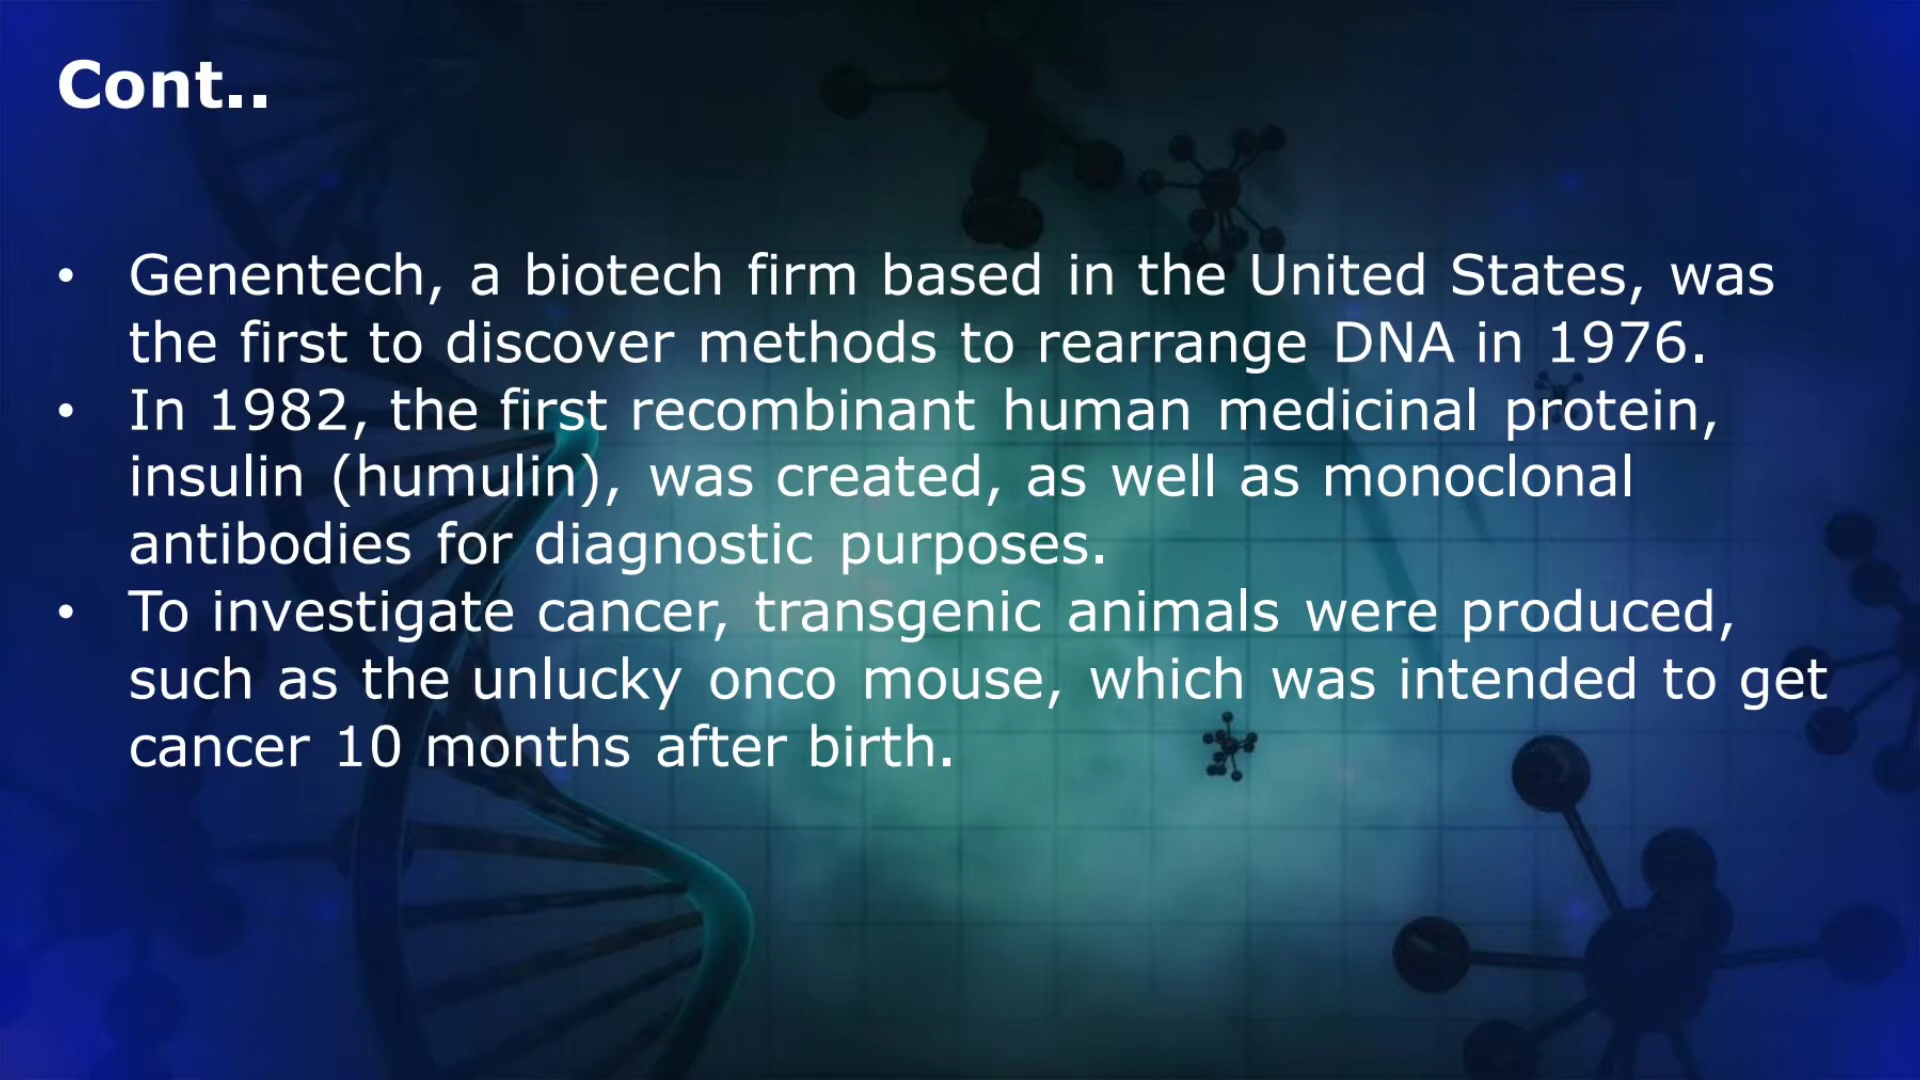 Cont..
• Genentech, a biotech firm based in the United States, was
the first to discover methods to rearrange DNA in 1976.
• In 1982, the first recombinant human medicinal protein,
insulin (humulin), was created, as well as monoclonal
antibodies for diagnostic purposes.
• To investigate cancer, transgenic animals were produced,
such as the unlucky onco mouse, which was intended to get
cancer 10 months after birth.